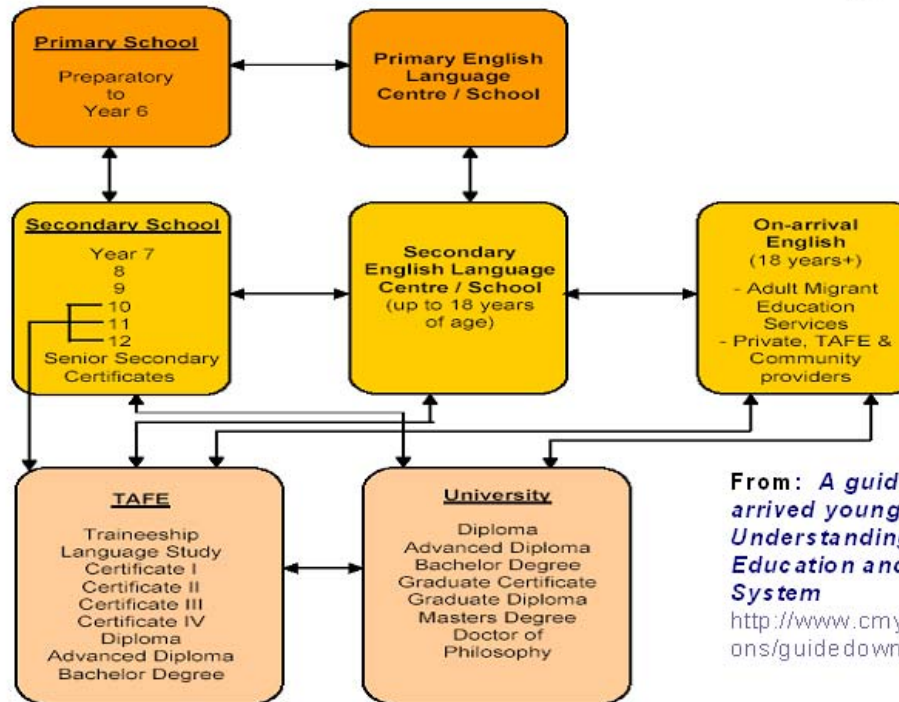 Primary School
Preparatory
to
Year 6
Primary English
Language
Centre / School
Secondary School
Year 7
8
9
10
11
12
Senior Secondary
Certificates
Secondary
English Language
Centre / School
(up to 18 years
of age)
On-arrival
English
(18 years+)
- Adult Migrant
Education
Services
- Private, TAFE &
Community
providers
TAFE
Traineeship
Language Study
Certificate I
Certificate II
Certificate III
Certificate IV
Diploma
Advanced Diploma
Bachelor Degree
University
Diploma
Advanced Diploma
Bachelor Degree
Graduate Certificate
Graduate Diploma
Masters Degree
Doctor of
Philosophy
From: A guid
arrived young
Understanding
Education and
System
http://www.cmy
ons/guidedown